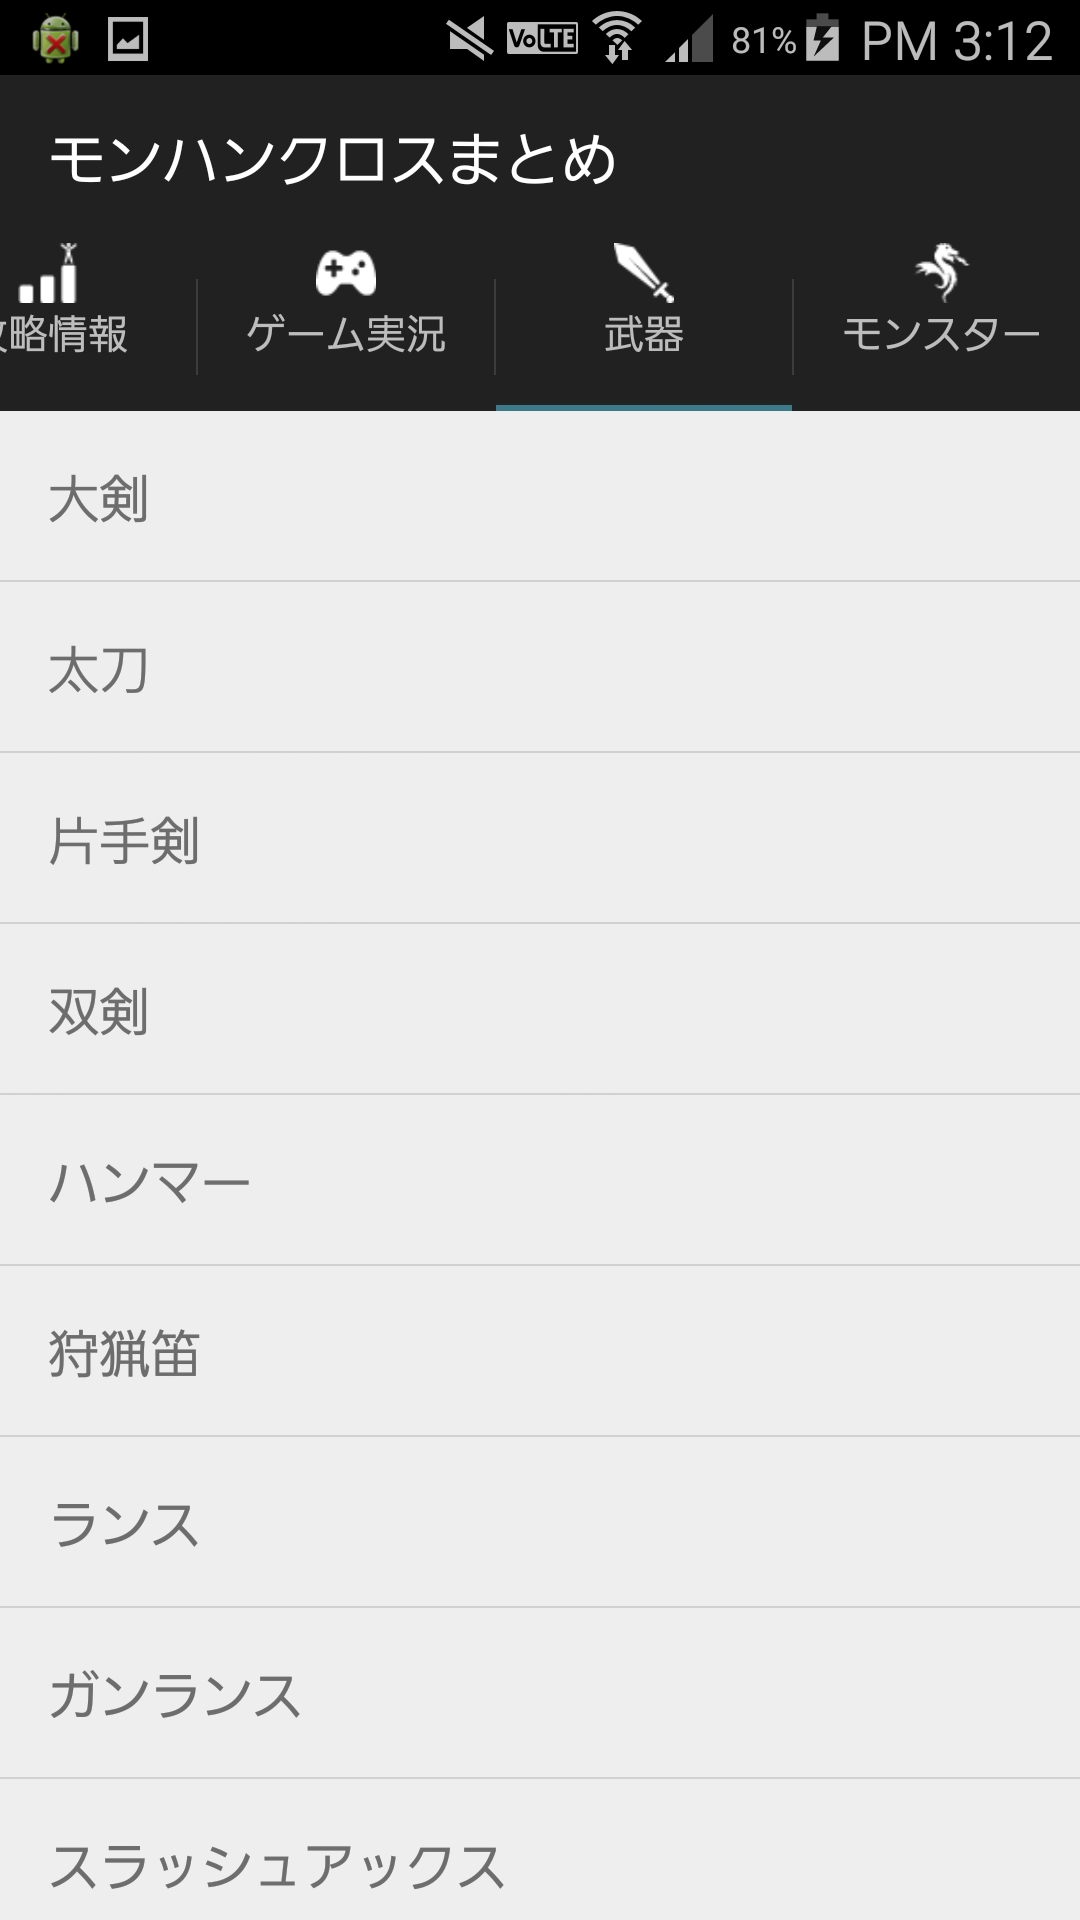 VoLTE 81% PM 3:12
モンハンクロスまとめ
攻略情報 ゲーム実況 武器 モンスター
大剣
太刀
片手剣
双剣
ハンマー
狩猟笛
ランス
ガンランス
スラッシュアックス